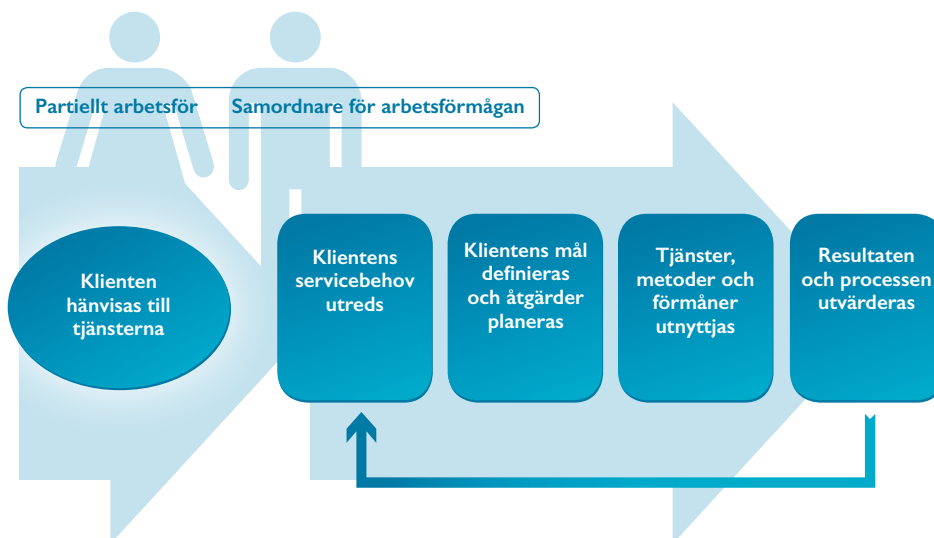 Partiellt arbetsför Samordnare för arbetsförmågan
Klienten
hänvisas till
tjänsterna
Klientens
servicebehov
utreds
Klientens mål
definieras
och åtgärder
planeras
Tjänster,
metoder och
förmåner
utnyttjas
Resultaten
och processen
utvärderas